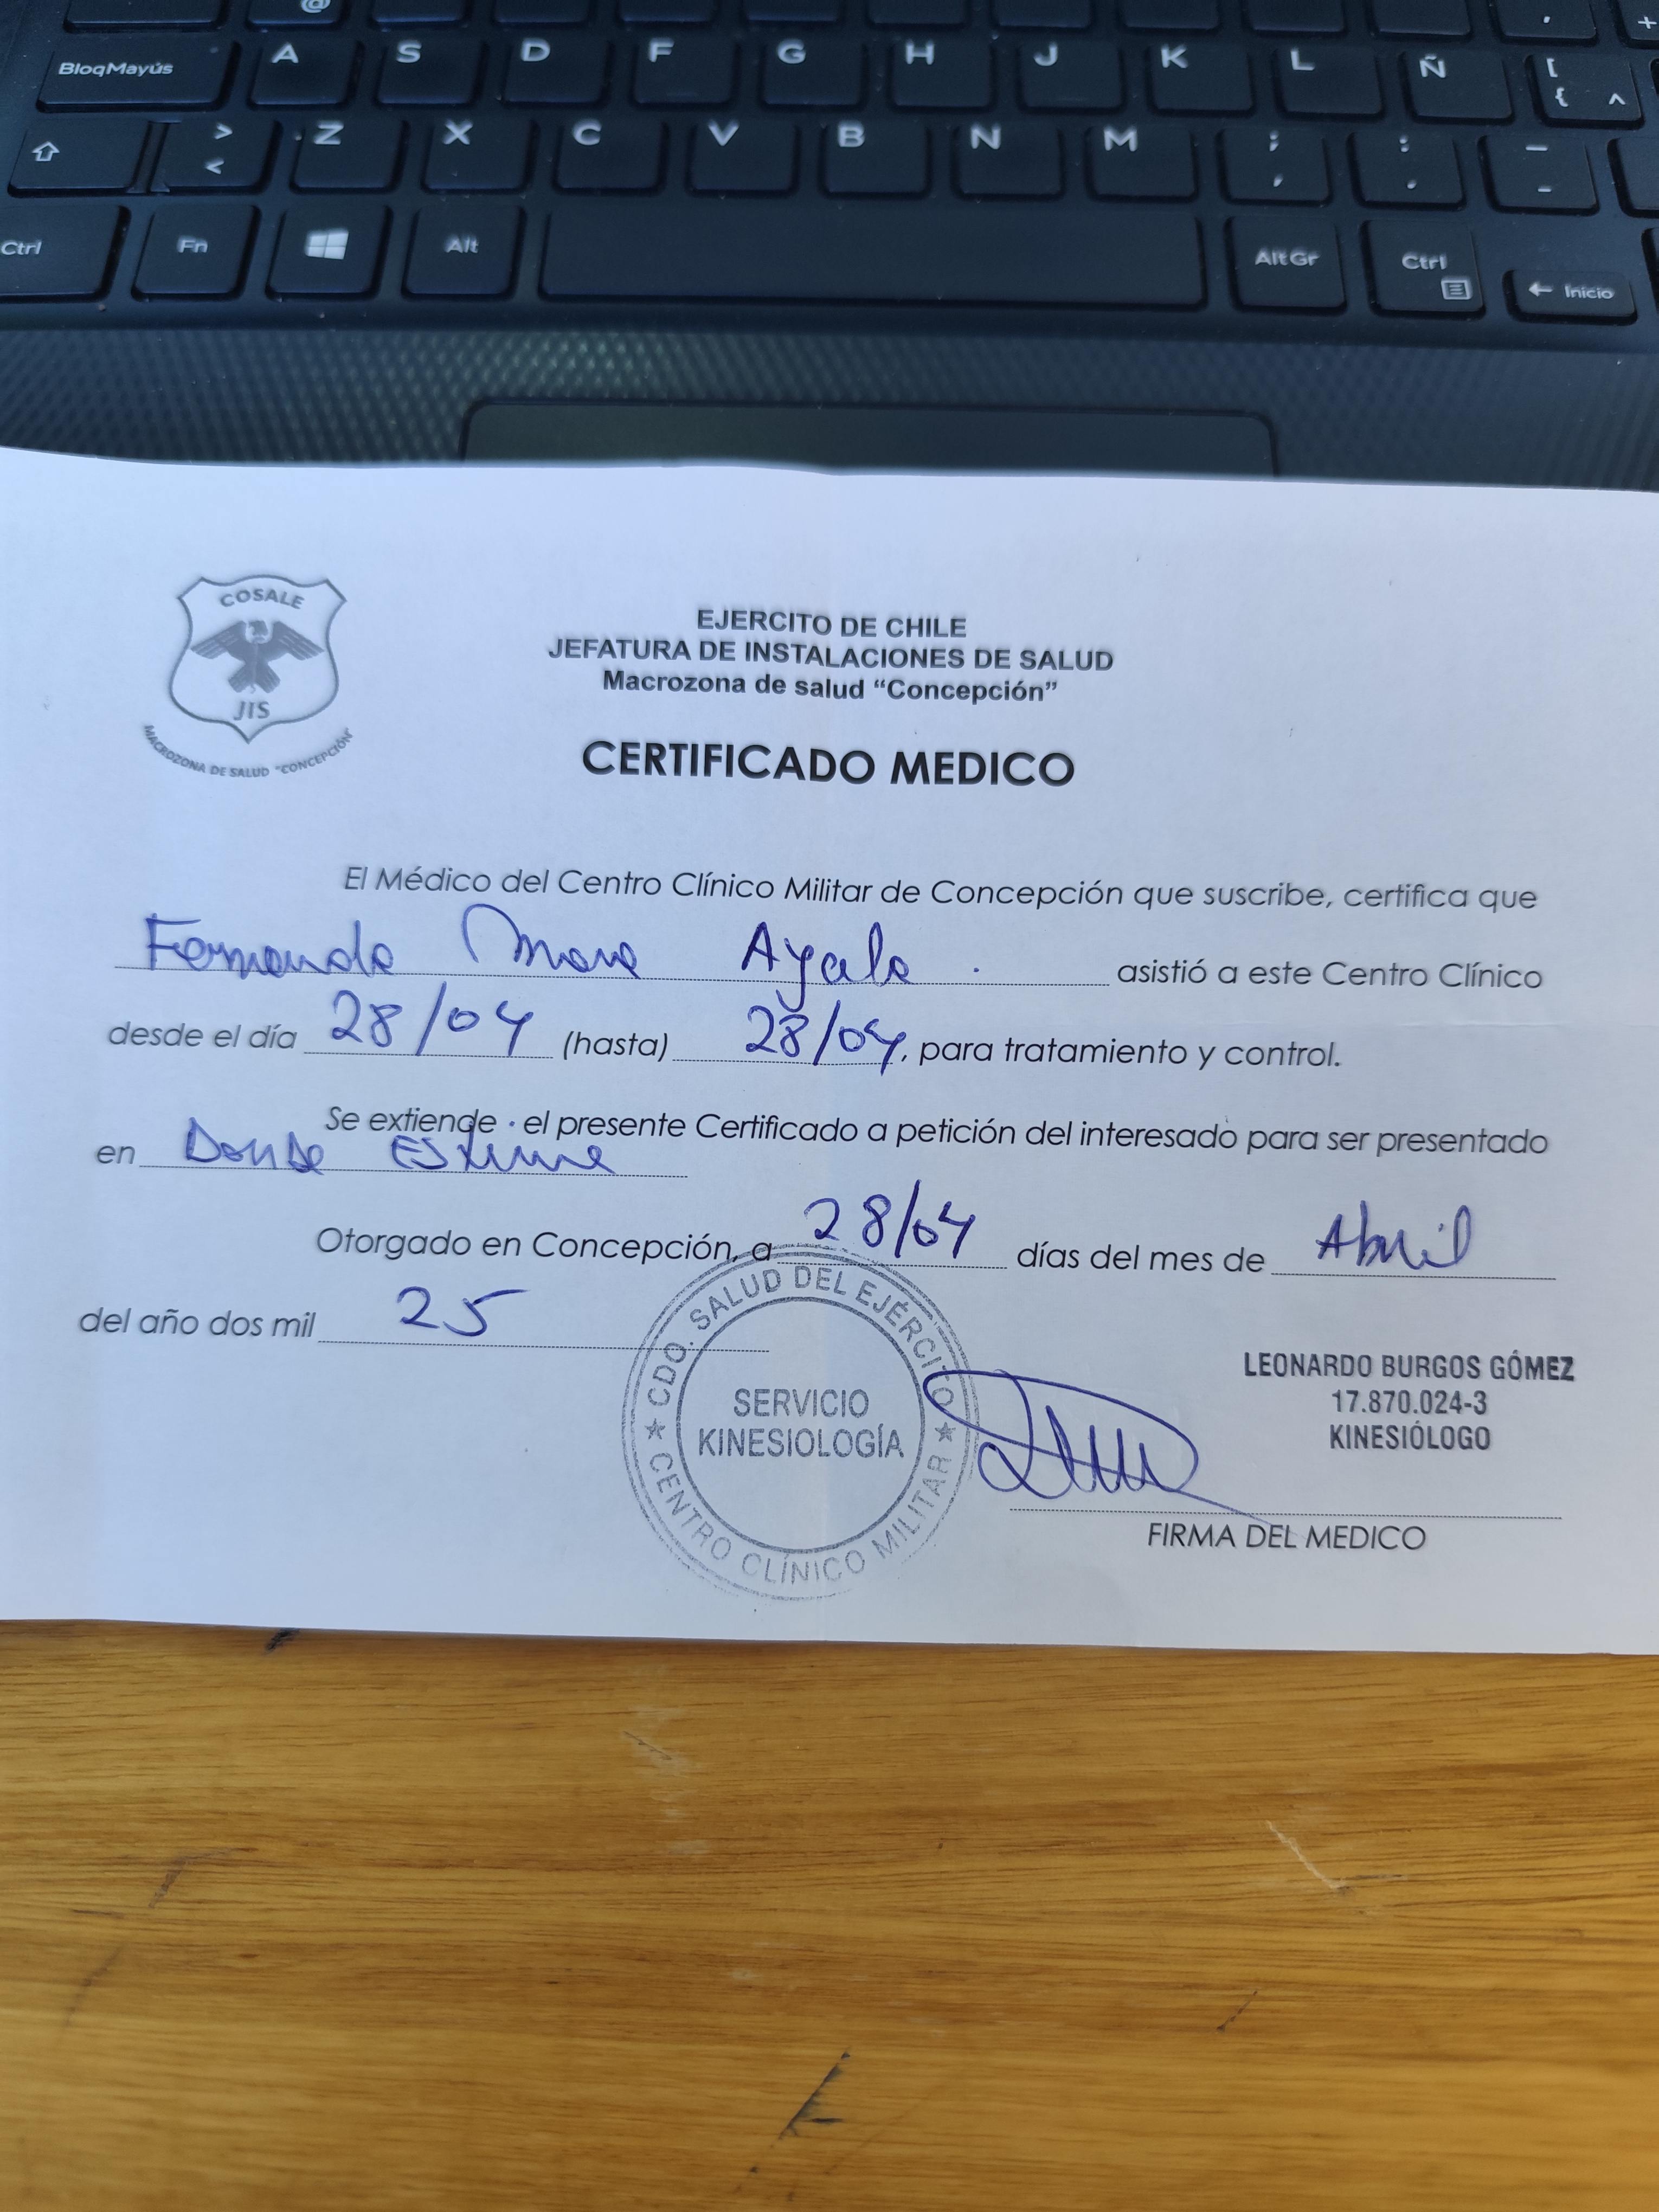 @
BloqMayús A S D F G H J K L Ñ [ { ^
> < Z X C V B N M ; , : . _ -
Ctrl Fn Alt AltGr Ctrl ← Inicio
COSALE
JIS
MACROZONA DE SALUD "CONCEPCIÓN"
EJERCITO DE CHILE
JEFATURA DE INSTALACIONES DE SALUD
Macrozona de salud “Concepción”
CERTIFICADO MEDICO
El Médico del Centro Clínico Militar de Concepción que suscribe, certifica que
Fernanda Mora Ayala . asistió a este Centro Clínico
desde el día 28/04 (hasta) 28/04, para tratamiento y control.
Se extiende el presente Certificado a petición del interesado para ser presentado
en Donde Estime
Otorgado en Concepción, a 28/04 días del mes de Abril
del año dos mil 25
CDO. SALUD DEL EJÉRCITO
SERVICIO
KINESIOLOGÍA
CENTRO CLÍNICO MILITAR
LEONARDO BURGOS GÓMEZ
17.870.024-3
KINESIÓLOGO
FIRMA DEL MEDICO